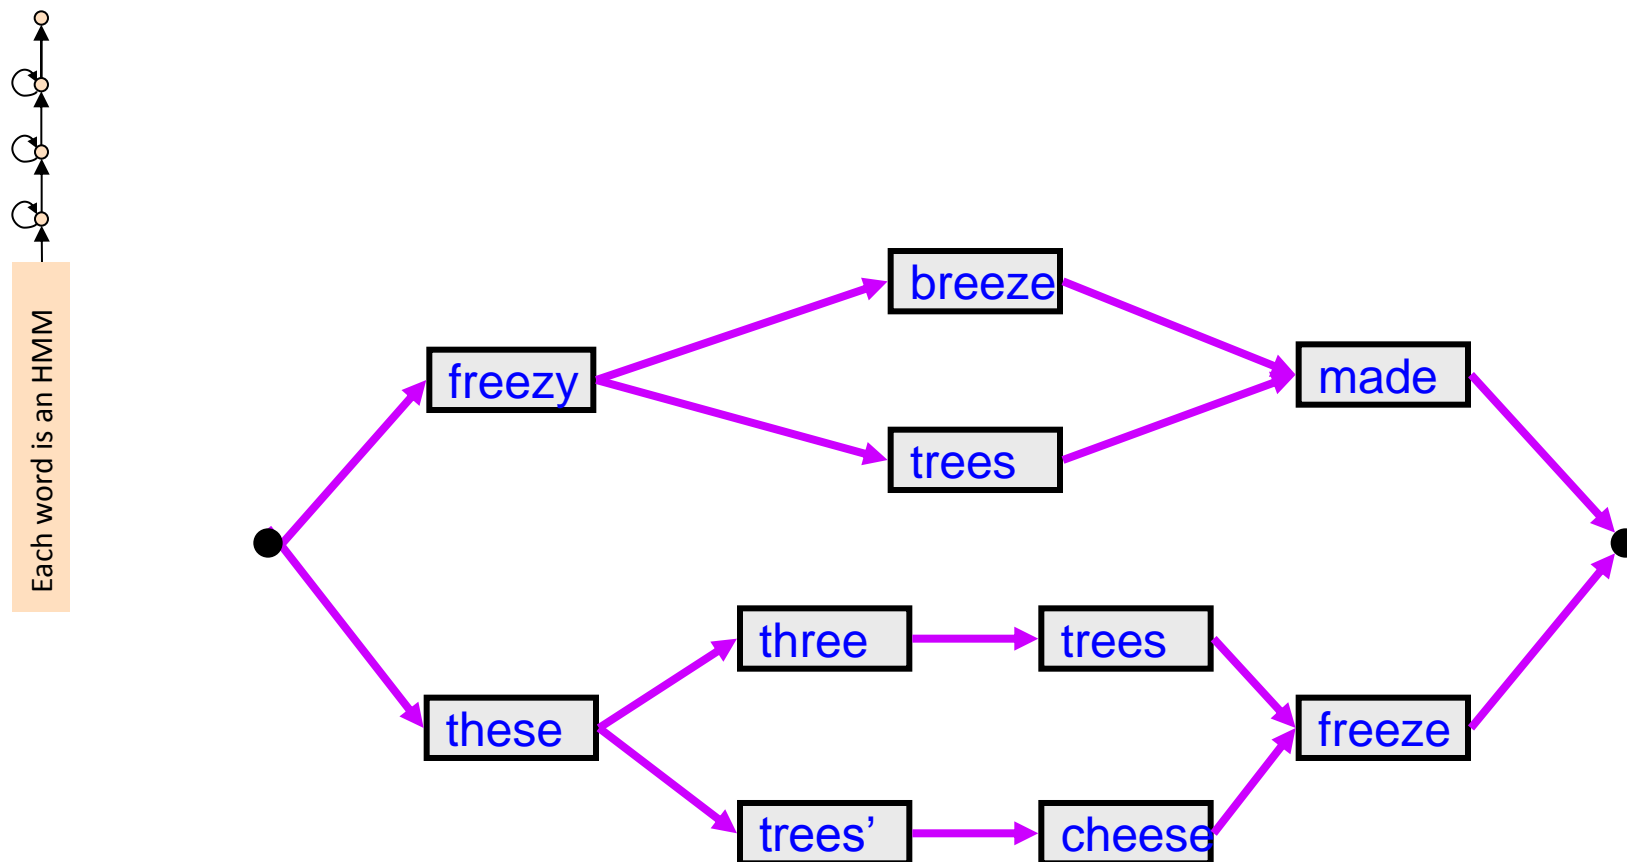 Each word is an HMM
breeze
freezy
made
trees
three
trees
these
freeze
trees’
cheese